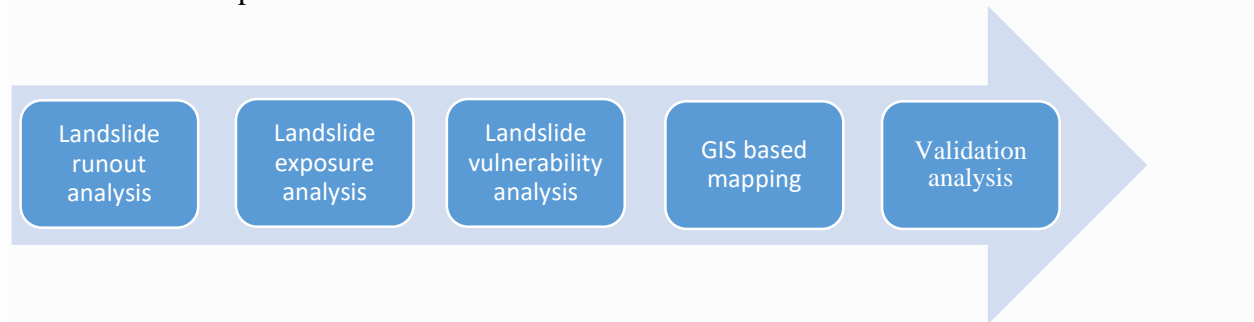 Landslide
runout
analysis
Landslide
exposure
analysis
Landslide
vulnerability
analysis
GIS based
mapping
Validation
analysis